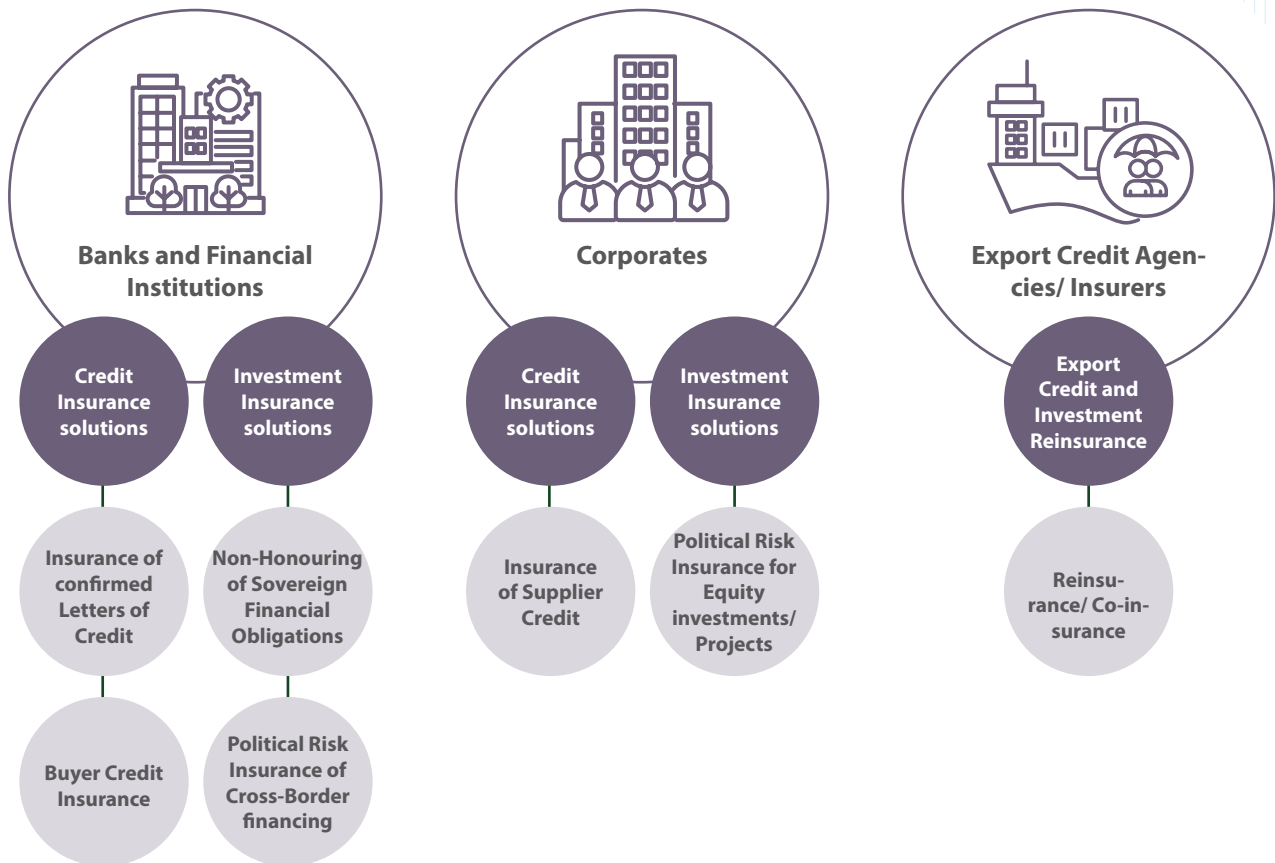 Banks and Financial
Institutions
Credit
Insurance
solutions
Investment
Insurance
solutions
Insurance of
confirmed
Letters of
Credit
Non-Honouring
of Sovereign
Financial
Obligations
Buyer Credit
Insurance
Political Risk
Insurance of
Cross-Border
financing
Corporates
Credit
Insurance
solutions
Investment
Insurance
solutions
Insurance
of Supplier
Credit
Political Risk
Insurance for
Equity
investments/
Projects
Export Credit Agen-
cies/ Insurers
Export
Credit and
Investment
Reinsurance
Reinsu-
rance/ Co-in-
surance